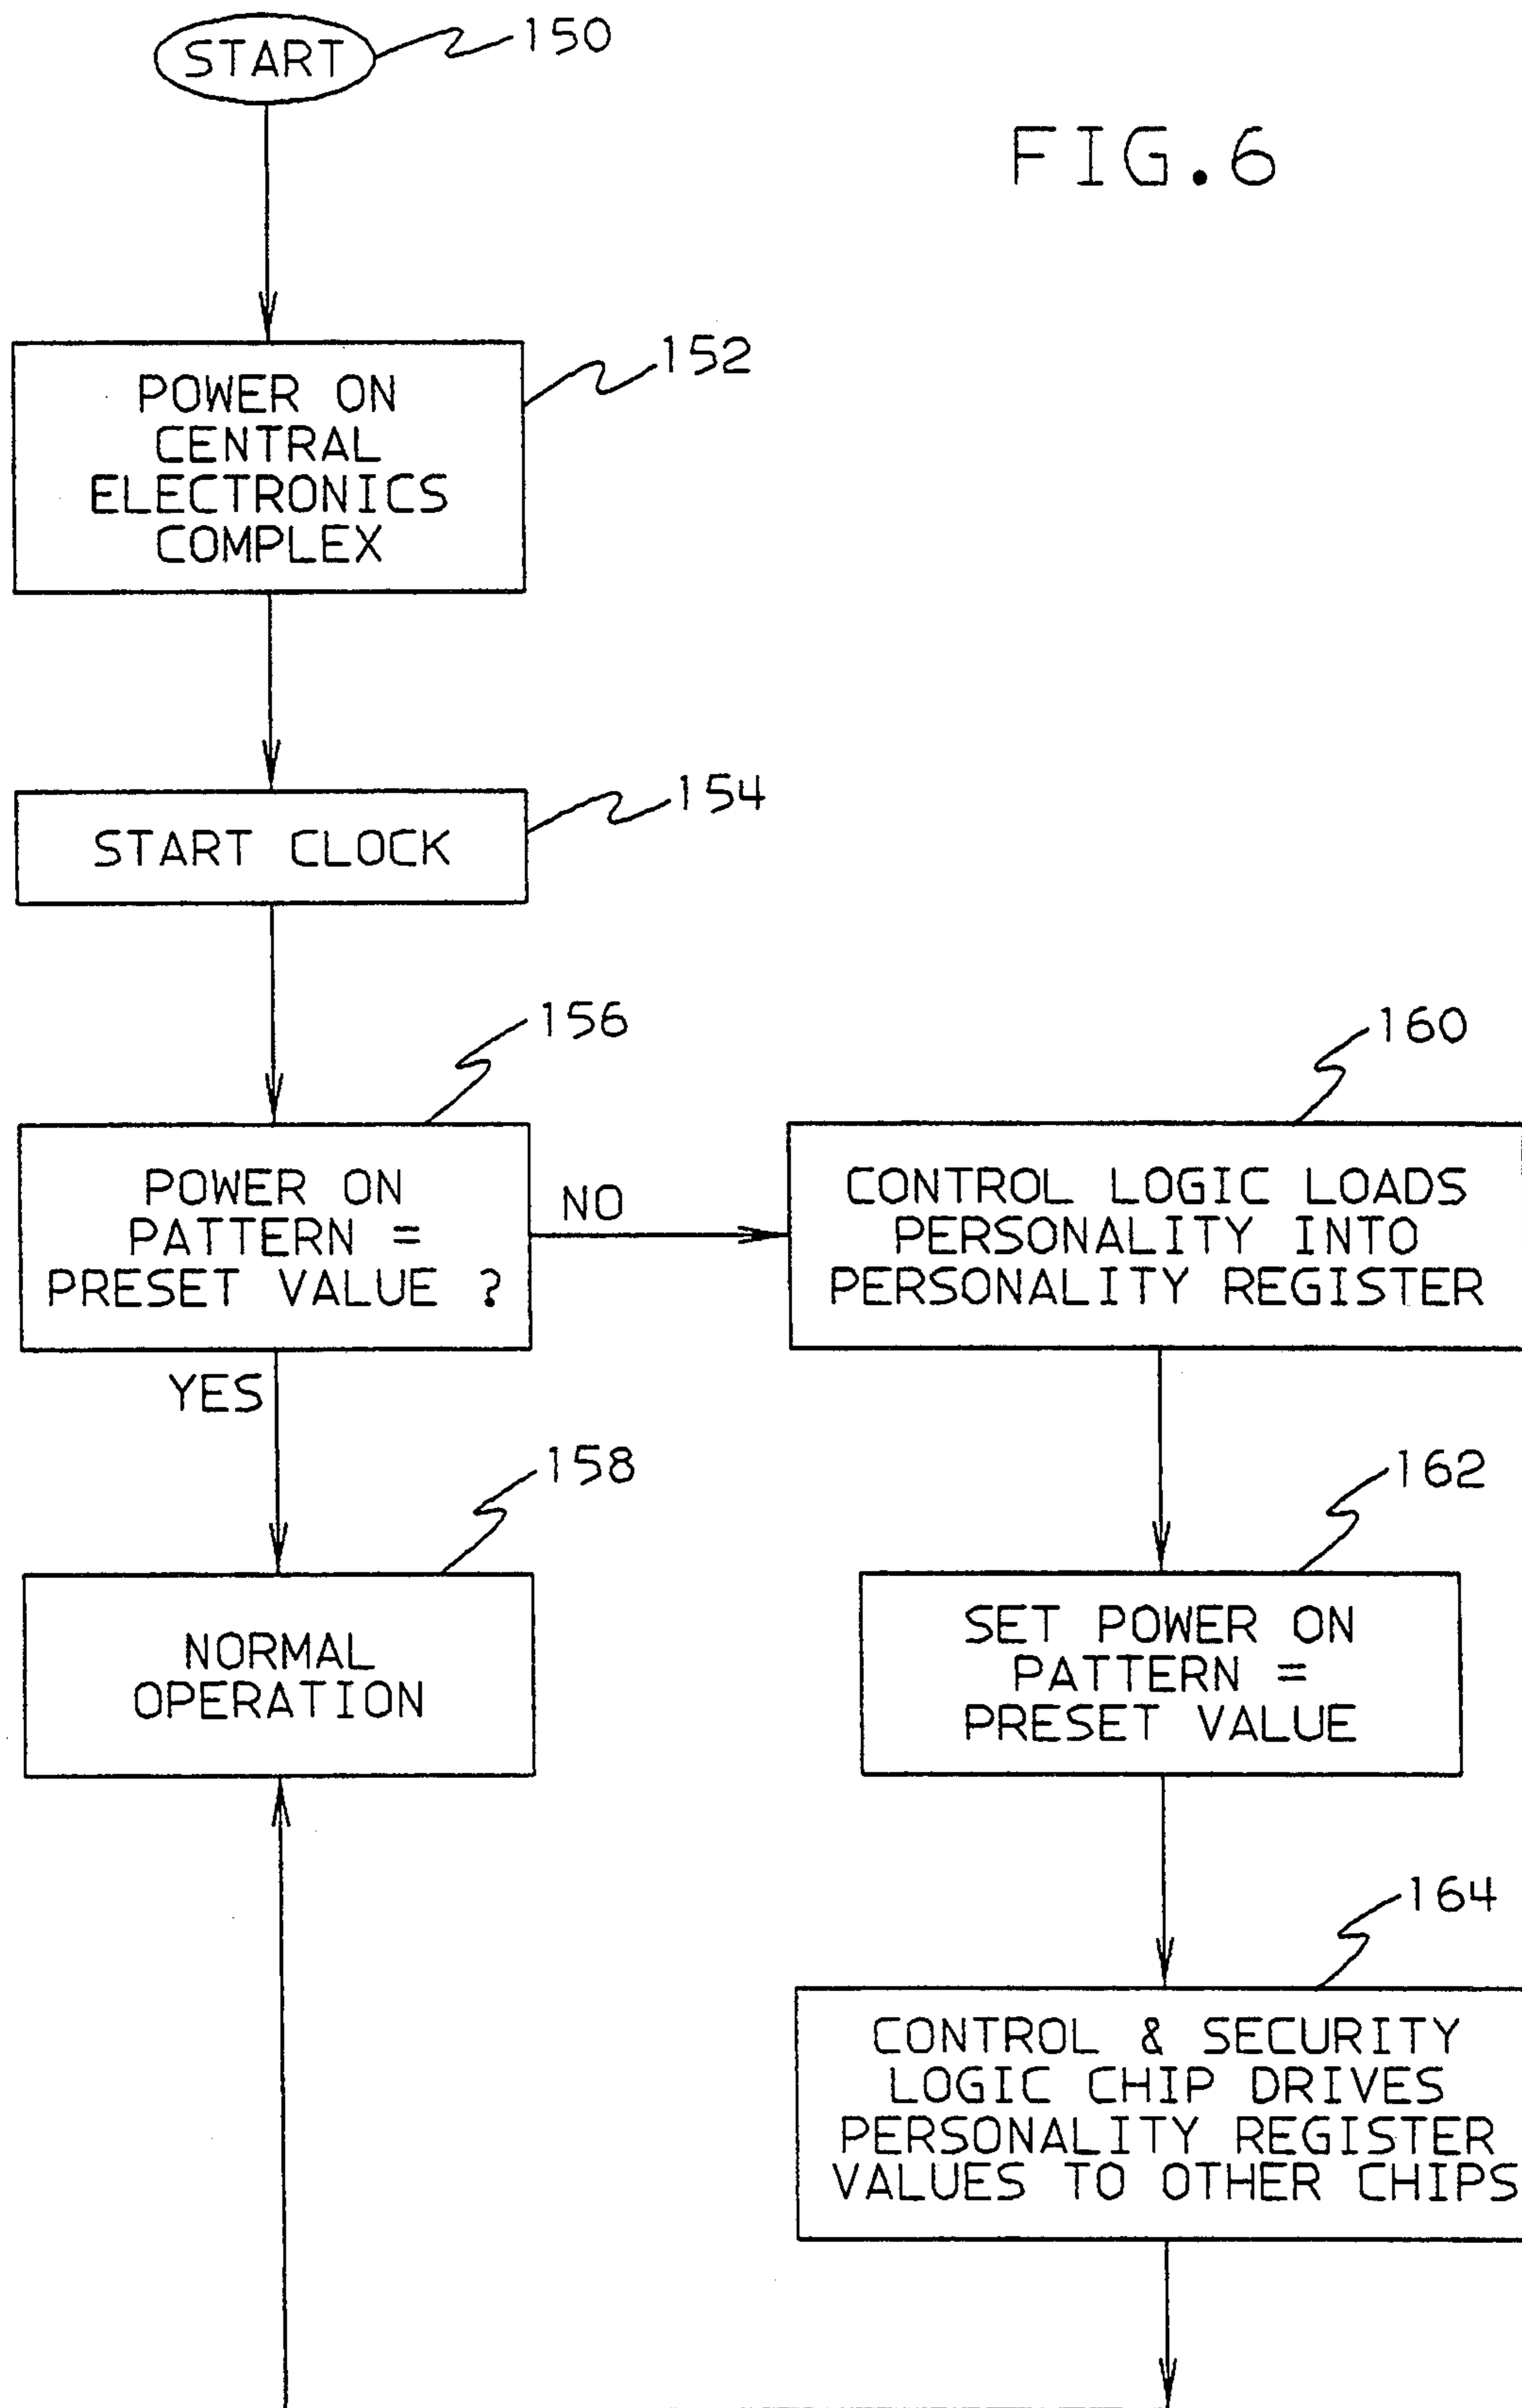 START
150
FIG.6
152
POWER ON
CENTRAL
ELECTRONICS
COMPLEX
154
START CLOCK
156
POWER ON
PATTERN =
PRESET VALUE ?
NO
160
CONTROL LOGIC LOADS
PERSONALITY INTO
PERSONALITY REGISTER
YES
158
NORMAL
OPERATION
162
SET POWER ON
PATTERN =
PRESET VALUE
164
CONTROL & SECURITY
LOGIC CHIP DRIVES
PERSONALITY REGISTER
VALUES TO OTHER CHIPS